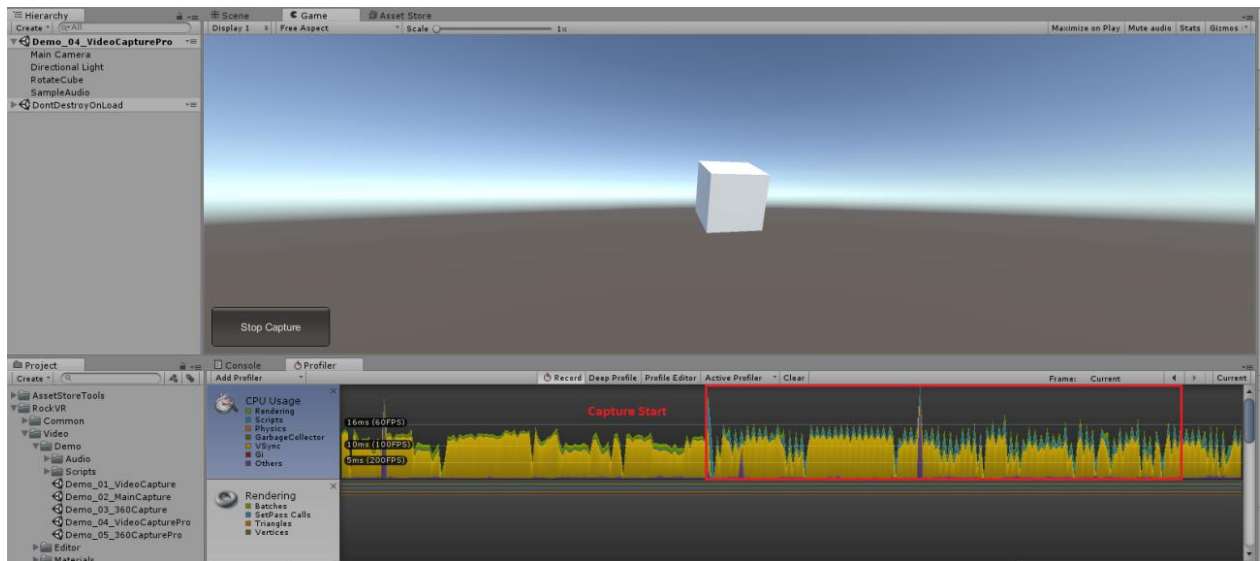 Hierarchy
Create
All
Demo_04_VideoCapturePro
Main Camera
Directional Light
RotateCube
SampleAudio
DontDestroyOnLoad
Scene
Game
Asset Store
Display 1
Free Aspect
Scale
1x
Maximize on Play
Mute audio
Stats
Gizmos
Stop Capture
Project
Create
AssetStoreTools
RockVR
Common
Video
Demo
Audio
Scripts
Demo_01_VideoCapture
Demo_02_MainCapture
Demo_03_360Capture
Demo_04_VideoCapturePro
Demo_05_360CapturePro
Editor
Materials
Console
Profiler
Add Profiler
Record
Deep Profile
Profile Editor
Active Profiler
Clear
Frame:
Current
Current
CPU Usage
Rendering
Scripts
Physics
GarbageCollector
VSync
Gi
Others
16ms (60FPS)
10ms (100FPS)
5ms (200FPS)
Capture Start
Rendering
Batches
SetPass Calls
Triangles
Vertices